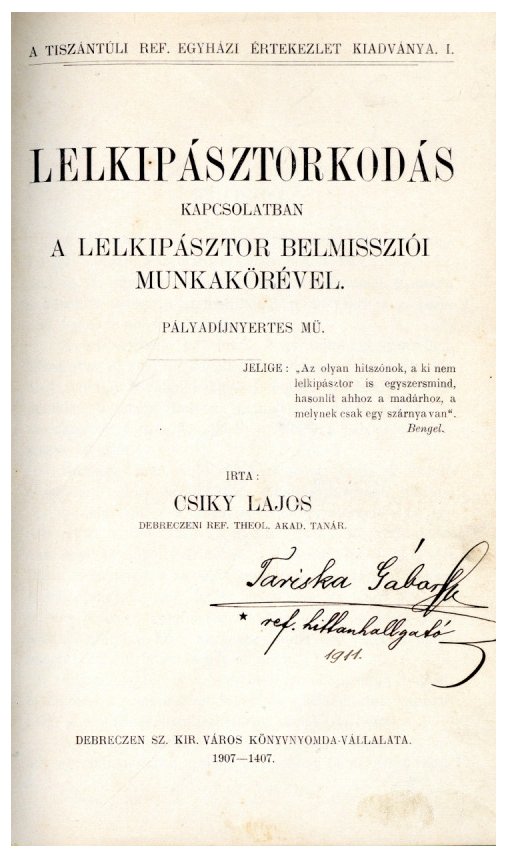 A TISZÁNTÚLI REF. EGYHÁZI ÉRTEKEZLET KIADVÁNYA. I.
LELKIPÁSZTORKODÁS
KAPCSOLATBAN
A LELKIPÁSZTOR BELMISSZIÓI
MUNKAKÖRÉVEL.
PÁLYADÍJNYERTES MŰ.
JELIGE: „Az olyan hitszónok, a ki nem
lelkipásztor is egyszersmind,
hasonlít ahhoz a madárhoz, a
melynek csak egy szárnya van“.
Bengel.
IRTA:
CSIKY LAJOS
DEBRECZENI REF. THEOL. AKAD. TANÁR.
Tariska Gábor
* ref. hittanhallgató
1911.
DEBRECZEN SZ. KIR. VÁROS KÖNYVNYOMDA-VÁLLALATA.
1907—1407.